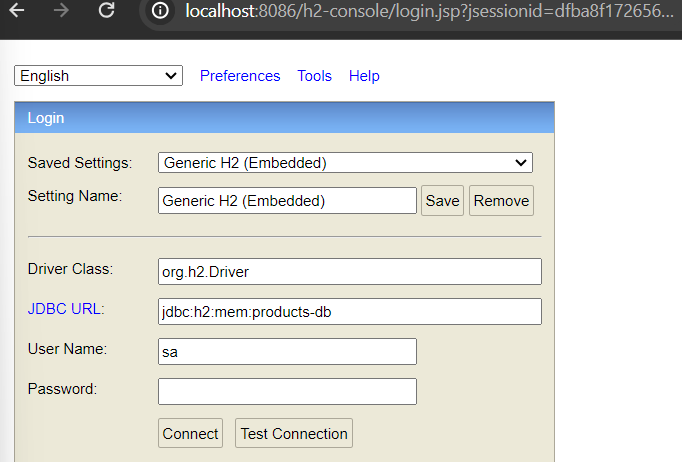 localhost:8086/h2-console/login.jsp?jsessionid=dfba8f172656...
English Preferences Tools Help
Login
Saved Settings: Generic H2 (Embedded)
Setting Name: Generic H2 (Embedded) Save Remove
Driver Class: org.h2.Driver
JDBC URL: jdbc:h2:mem:products-db
User Name: sa
Password:
Connect Test Connection